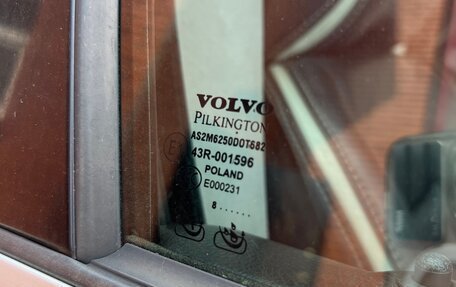 VOLVO
PILKINGTON
AS2M6250DOT682
43R-001596
POLAND
E000231
8 . . . . . .